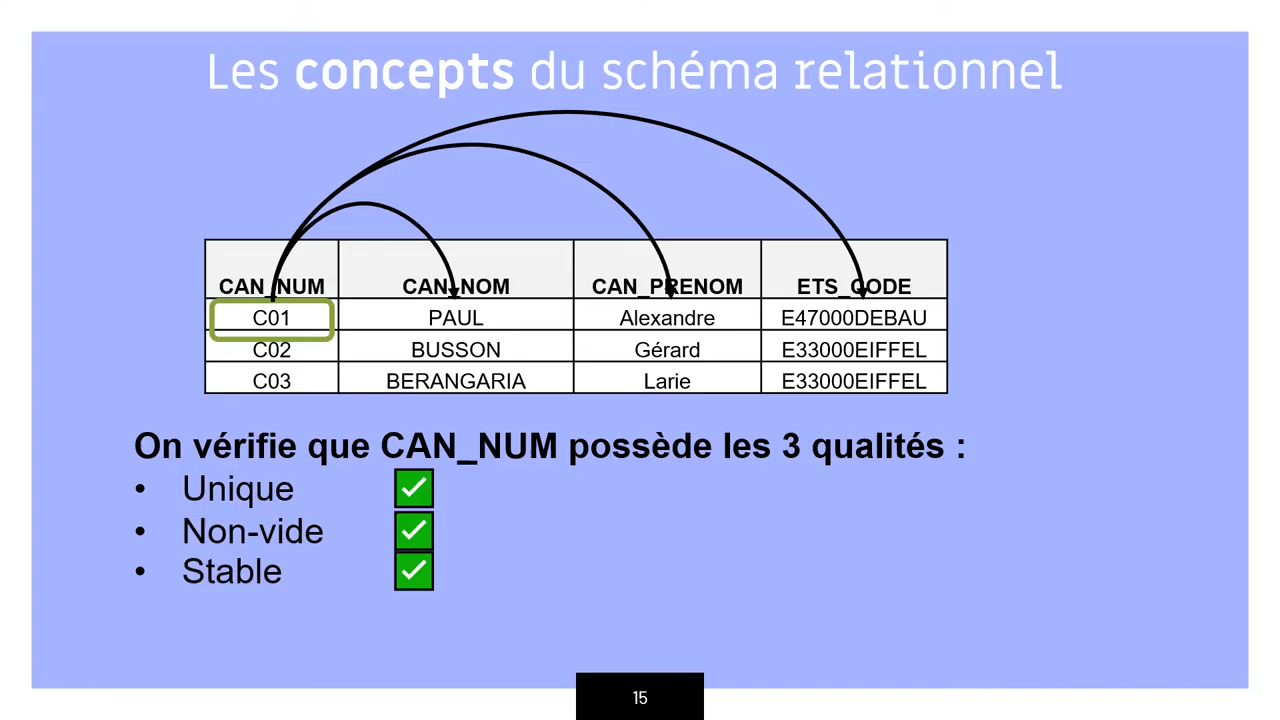 Les concepts du schéma relationnel
CAN_NUM CAN_NOM CAN_PRENOM ETS_CODE
C01 PAUL Alexandre E47000DEBAU
C02 BUSSON Gérard E33000EIFFEL
C03 BERANGARIA Larie E33000EIFFEL
On vérifie que CAN_NUM possède les 3 qualités :
• Unique
• Non-vide
• Stable
15